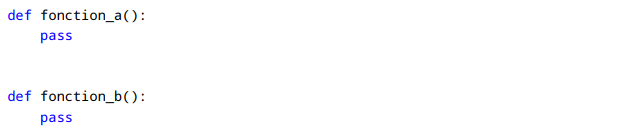 def fonction_a():
    pass
def fonction_b():
    pass